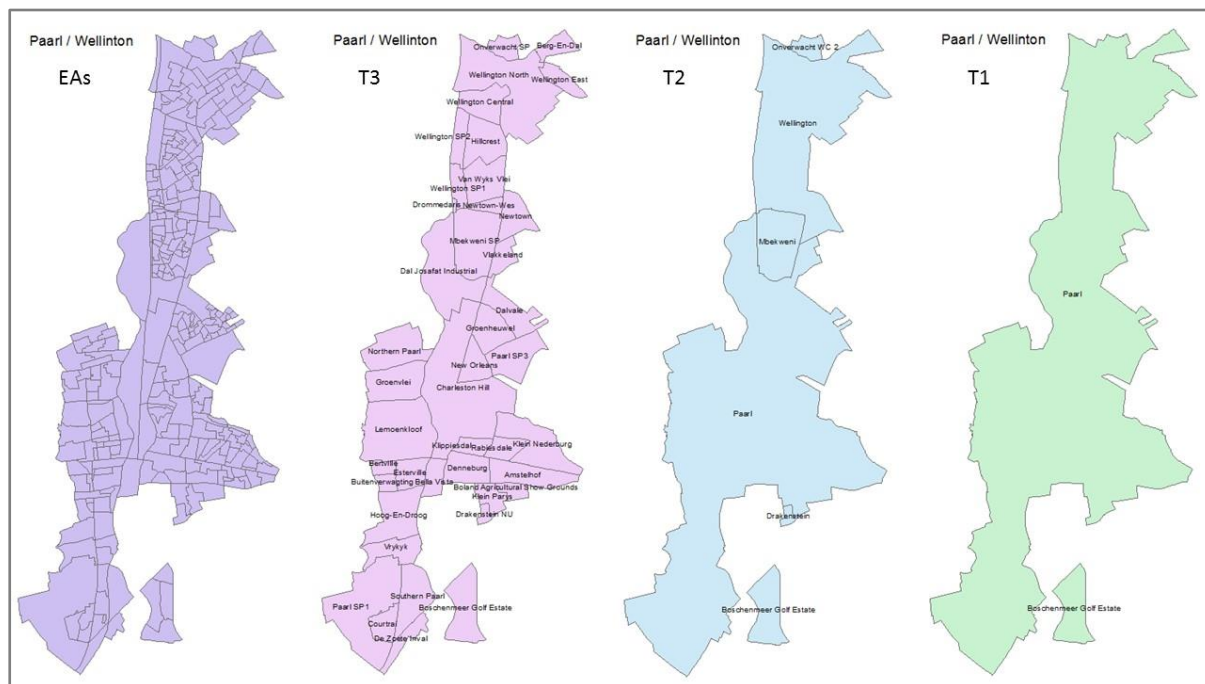 Paarl / Wellinton
EAs
Paarl / Wellinton
T3
Onverwacht SP
Berg-En-Dal
Wellington North
Wellington East
Wellington Central
Wellington SP2
Hillcrest
Van Wyks Vlei
Wellington SP1
Drommedaris
Newtown-Wes
Newtown
Mbekweni SP
Vlakkeland
Dal Josafat Industrial
Dalvale
Groenheuwel
Northern Paarl
Paarl SP3
New Orleans
Groenvlei
Charleston Hill
Lemoenkloof
Klippiesdal
Rabiesdale
Klein Nederburg
Bertville
Esterville
Denneburg
Amstelhof
Buitenverwagting
Bella Vista
Boland Agricultural Show Grounds
Klein Parys
Hoog-En-Droog
Drakenstein NU
Vrykyk
Southern Paarl
Paarl SP1
Boschenmeer Golf Estate
Courtrai
De Zoete Inval
Paarl / Wellinton
T2
Onverwacht WC 2
Wellington
Mbekweni
Paarl
Drakenstein
Boschenmeer Golf Estate
Paarl / Wellinton
T1
Paarl
Boschenmeer Golf Estate